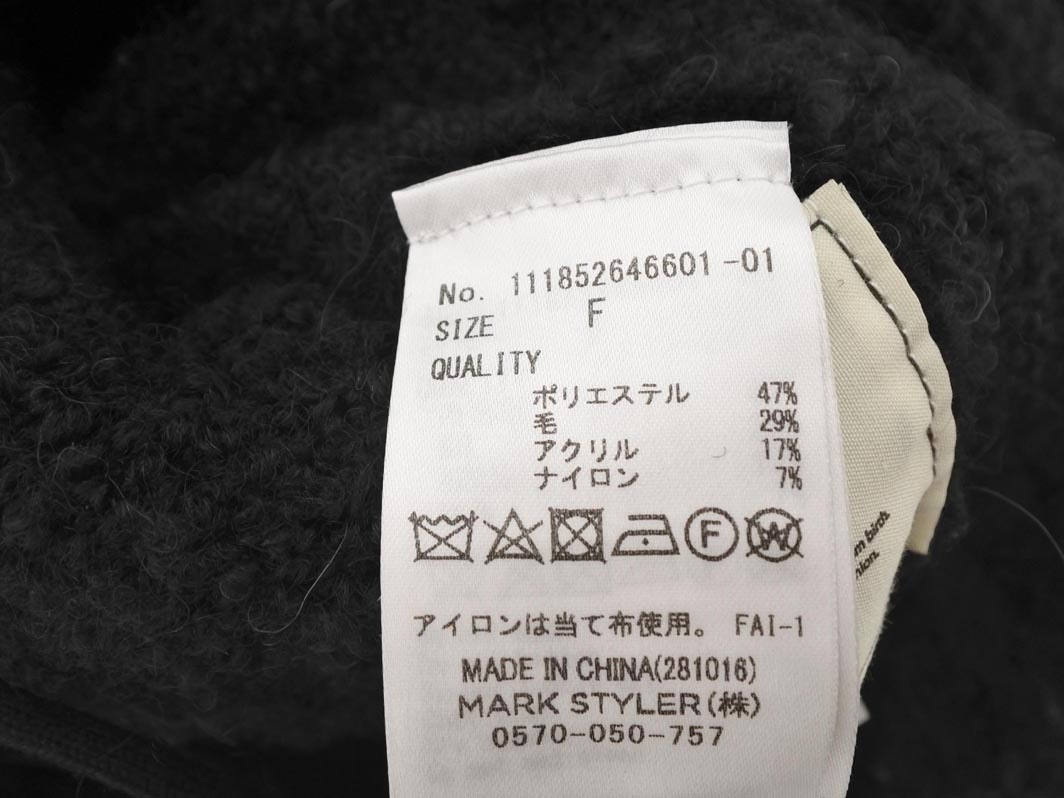 No. 111852646601-01
SIZE F
QUALITY
ポリエステル 47%
毛 29%
アクリル 17%
ナイロン 7%
F W
アイロンは当て布使用。 FAI-1
MADE IN CHINA(281016)
MARK STYLER(株)
0570-050-757
birth